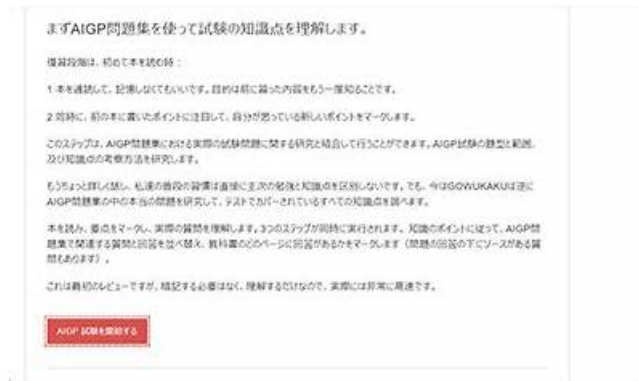 まずAIGP問題集を使って試験の知識点を理解します。
復習段階は、初めて本を読む時：
1 本を通読して、記憶しなくてもいいです。目的は前に習った内容をもう一度知ることです。
2 同時に、前の本に書いたポイントに注目して、自分が思っている新しいポイントをマークします。
このステップは、AIGP問題集における実際の試験問題に関する研究と結合して行うことができます。AIGP試験の題型と範囲、
及び知識点の考察方法を研究します。
もうちょっと詳しく話し、私達の普段の習慣は直接に主次の勉強と知識点を区別しないです。でも、今はGOWUKAKUは逆に
AIGP問題集の中の本当の問題を研究して、テストでカバーされているすべての知識点を調べます。
本を読み、要点をマークし、実際の質問を理解します。3つのステップが同時に実行されます。 知識のポイントに従って、AIGP問
題集で関連する質問と回答を並べ替え、教科書のどのページに回答があるかをマークします（問題の回答の下にソースがある質
問もあります）。
これは最初のレビューですが、暗記する必要はなく、理解するだけなので、実際には非常に高速です。
AIGP 試験を開始する